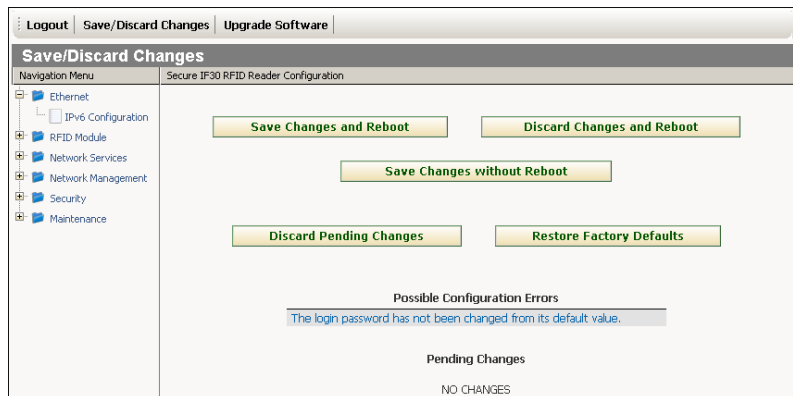 Logout Save/Discard Changes Upgrade Software
Save/Discard Changes
Navigation Menu
Secure IF30 RFID Reader Configuration
Ethernet
IPv6 Configuration
RFID Module
Network Services
Network Management
Security
Maintenance
Save Changes and Reboot
Discard Changes and Reboot
Save Changes without Reboot
Discard Pending Changes
Restore Factory Defaults
Possible Configuration Errors
The login password has not been changed from its default value.
Pending Changes
NO CHANGES